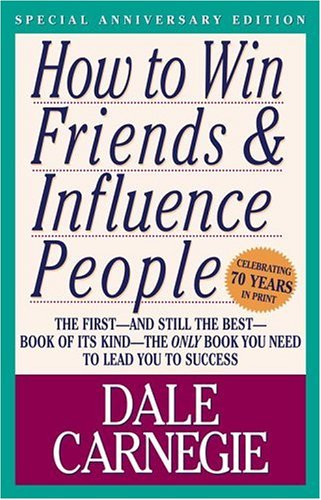 SPECIAL ANNIVERSARY EDITION
How to Win
Friends &
Influence
People
CELEBRATING
70 YEARS
IN PRINT
THE FIRST—AND STILL THE BEST—
BOOK OF ITS KIND—THE ONLY BOOK YOU NEED
TO LEAD YOU TO SUCCESS
DALE
CARNEGIE